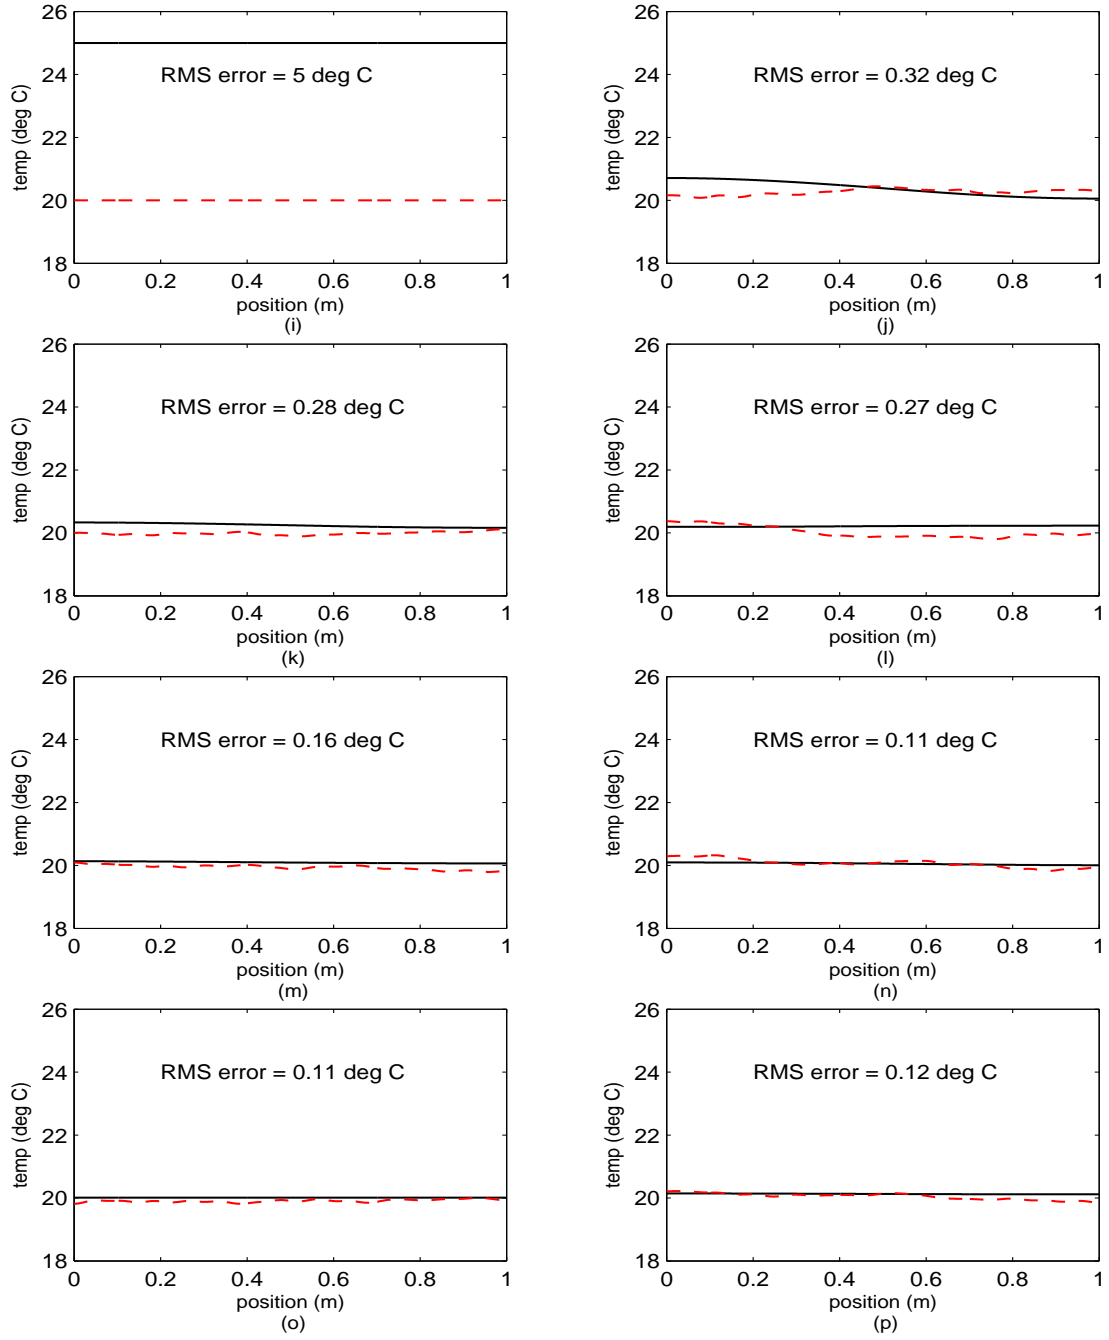 26
24
22
20
18
temp (deg C)
RMS error = 5 deg C
0 0.2 0.4 0.6 0.8 1
position (m)
(i)
26
24
22
20
18
temp (deg C)
RMS error = 0.32 deg C
0 0.2 0.4 0.6 0.8 1
position (m)
(j)
26
24
22
20
18
temp (deg C)
RMS error = 0.28 deg C
0 0.2 0.4 0.6 0.8 1
position (m)
(k)
26
24
22
20
18
temp (deg C)
RMS error = 0.27 deg C
0 0.2 0.4 0.6 0.8 1
position (m)
(l)
26
24
22
20
18
temp (deg C)
RMS error = 0.16 deg C
0 0.2 0.4 0.6 0.8 1
position (m)
(m)
26
24
22
20
18
temp (deg C)
RMS error = 0.11 deg C
0 0.2 0.4 0.6 0.8 1
position (m)
(n)
26
24
22
20
18
temp (deg C)
RMS error = 0.11 deg C
0 0.2 0.4 0.6 0.8 1
position (m)
(o)
26
24
22
20
18
temp (deg C)
RMS error = 0.12 deg C
0 0.2 0.4 0.6 0.8 1
position (m)
(p)